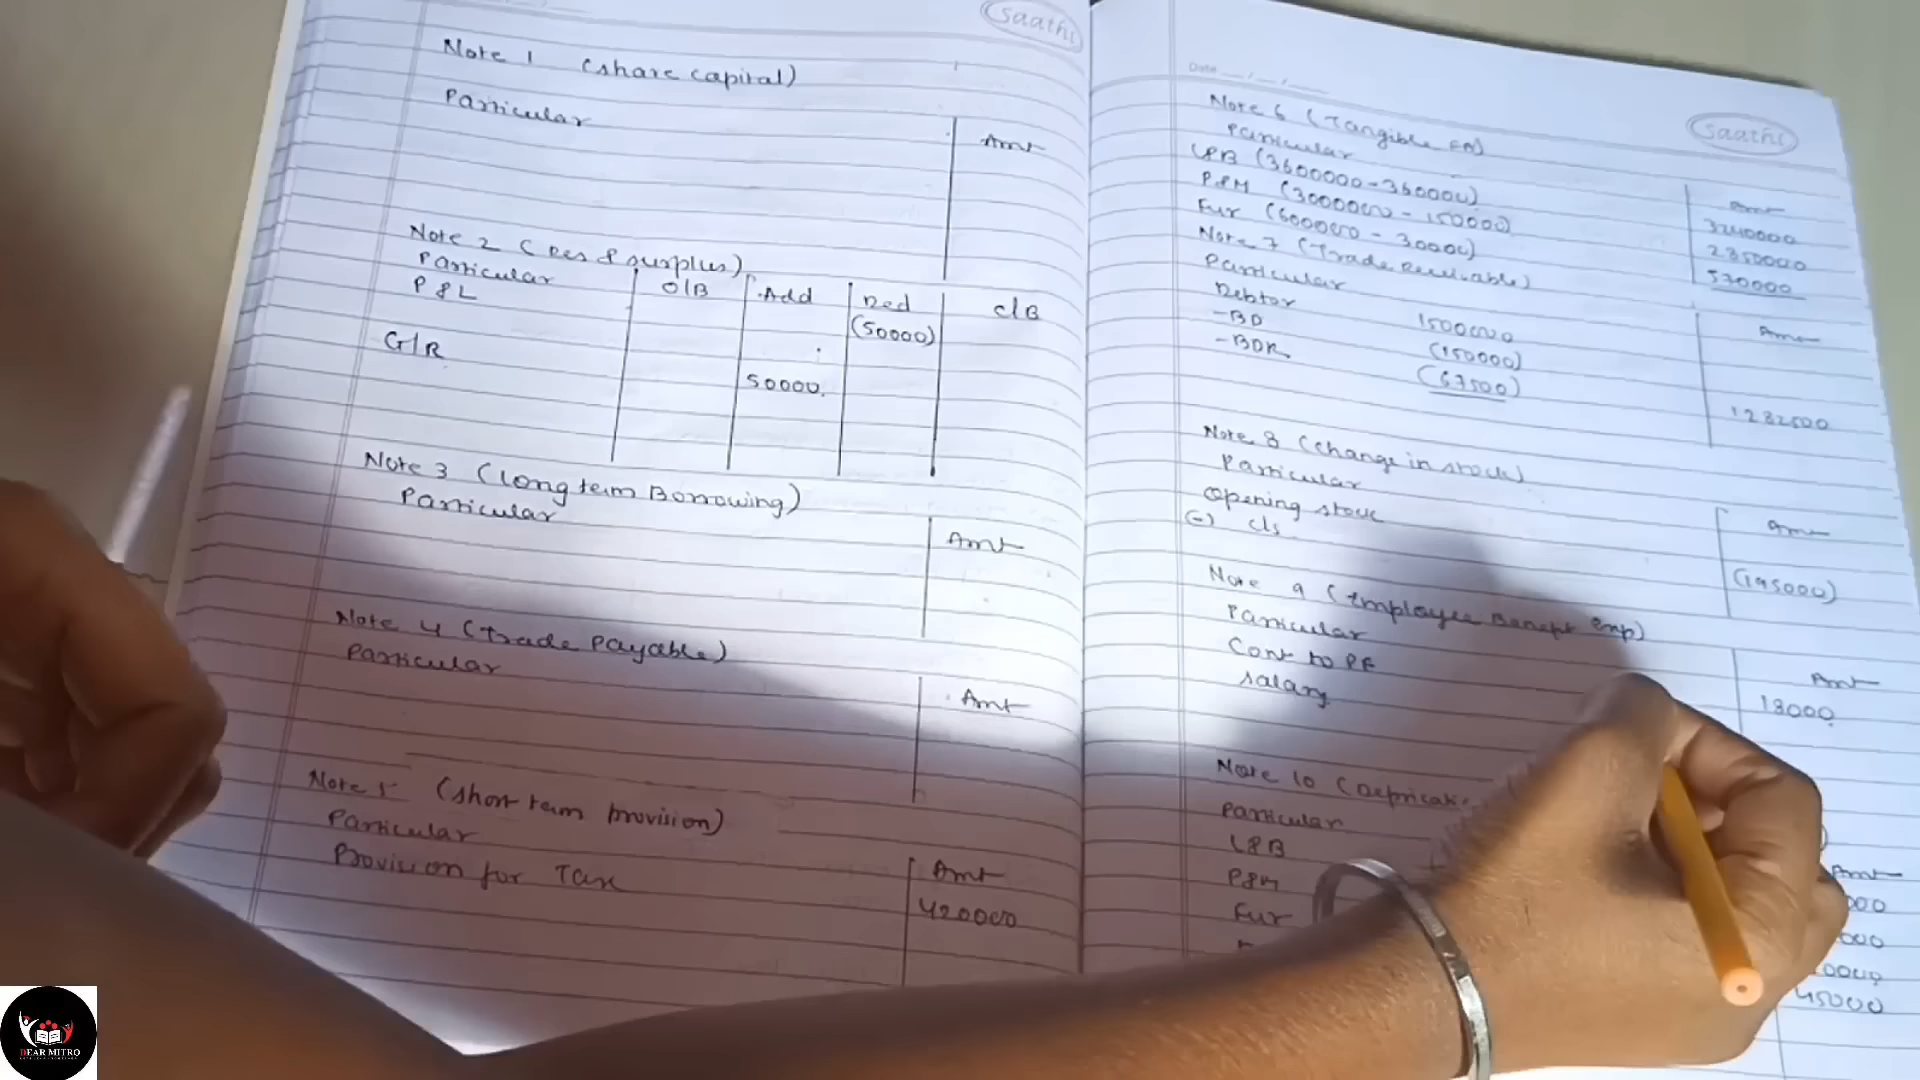 saathi
Note 1 (share capital)
Particular
Amt
Note 2 (Res & surplus)
Particular O/B Add Ded C/B
P & L (50000)
G/R 50000
Note 3 (long term Borrowing)
Particular
Amt
Note 4 (trade payable)
Particular
Amt
Note 5 (short term provision)
Particular Amt
Provision for Tax 420000
Date
saathi
Note 6 (Tangible FA)
Particular Amt
L&B (3600000-360000) 3240000
P&M (3000000-150000) 2850000
Fur (600000-30000) 570000
Note 7 (Trade Receivable)
Particular Amt
Debtor 1500000
-BD (150000)
-BDR (67500)
1282500
Note 8 (Change in stock)
Particular Amt
Opening stock
(-) cls (195000)
Note 9 (Employee Benefit Exp)
Particular Amt
Cont to PF 18000
Salary
Note 10
Particular Amt
L&B
P&M
Fur
45000
DEAR MITRO